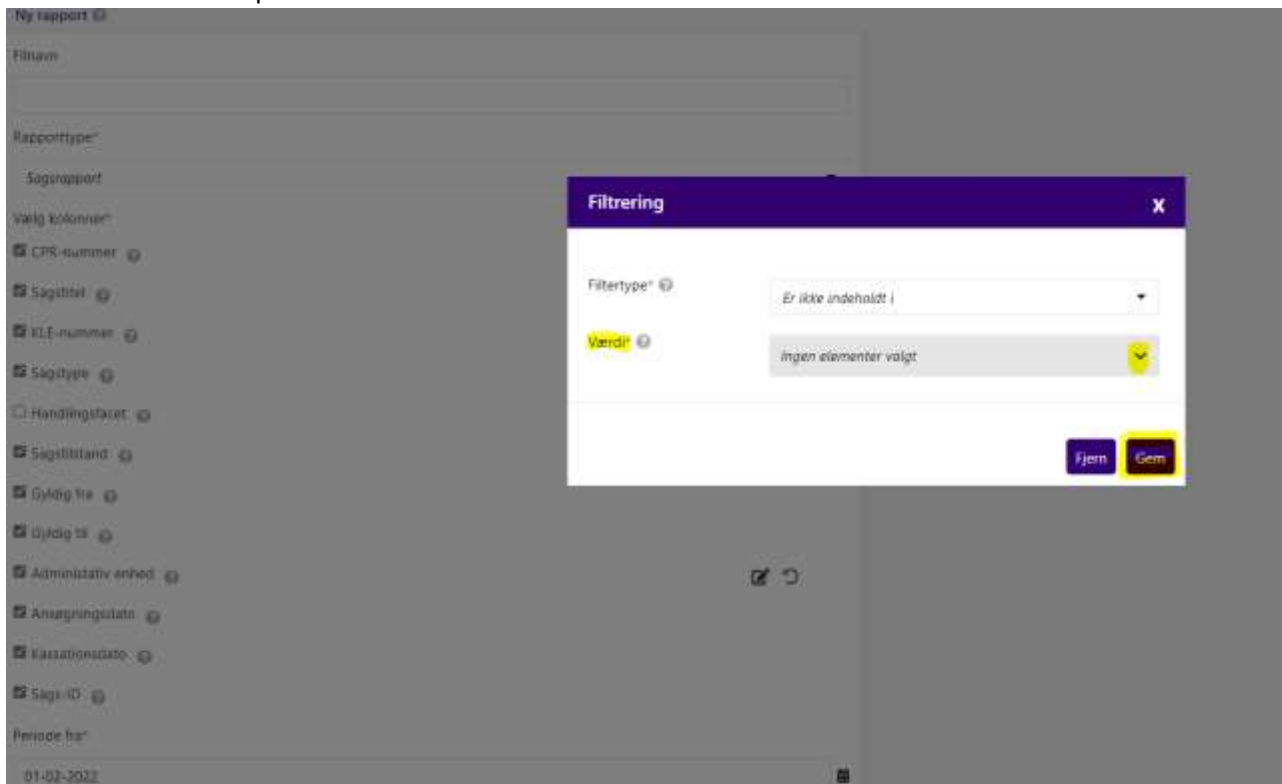 Ny rapport
Filnavn
Rapporttype*
Sagsrapport
Vælg kolonner*
CPR-nummer
Sagstitel
KLE-nummer
Sagstype
Handlingsfacet
Sagstilstand
Gyldig fra
Gyldig til
Administativ enhed
Ansøgningsdato
Kassationsdato
Sags-ID
Periode fra*
01-02-2022
Filtrering
X
Filtertype*
Er ikke indeholdt i
Værdi*
Ingen elementer valgt
Fjern Gem